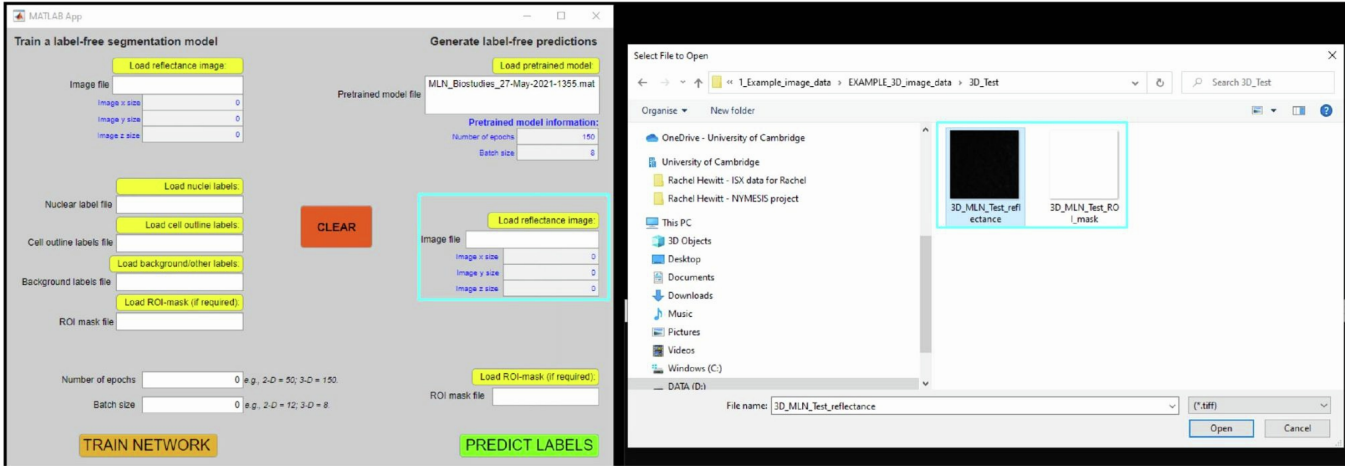 MATLAB App
Train a label-free segmentation model
Load reflectance image:
Image file
Image x size 0
Image y size 0
Image z size 0
Load nuclei labels:
Nuclear label file
Load cell outline labels:
Cell outline labels file
Load background/other labels:
Background labels file
Load ROI-mask (if required):
ROI mask file
Number of epochs 0 e.g., 2-D = 50; 3-D = 150.
Batch size 0 e.g., 2-D = 12; 3-D = 8.
TRAIN NETWORK
CLEAR
Generate label-free predictions
Load pretrained model:
Pretrained model file MLN_Biostudies_27-May-2021-1355.mat
Pretrained model information:
Number of epochs 150
Batch size 8
Load reflectance image:
Image file
Image x size 0
Image y size 0
Image z size 0
Load ROI-mask (if required):
ROI mask file
PREDICT LABELS
Select File to Open
« 1_Example_image_data › EXAMPLE_3D_image_data › 3D_Test
Search 3D_Test
Organise New folder
OneDrive - University of Cambridge
University of Cambridge
Rachel Hewitt - ISX data for Rachel
Rachel Hewitt - NYMESIS project
This PC
3D Objects
Desktop
Documents
Downloads
Music
Pictures
Videos
Windows (C:)
DATA (D:)
3D_MLN_Test_refl
ectance
3D_MLN_Test_RO
I_mask
File name: 3D_MLN_Test_reflectance (*.tiff)
Open Cancel